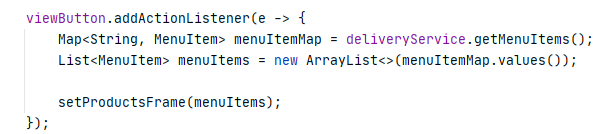 viewButton.addActionListener(e -> {
    Map<String, MenuItem> menuItemMap = deliveryService.getMenuItems();
    List<MenuItem> menuItems = new ArrayList<>(menuItemMap.values());

    setProductsFrame(menuItems);
});